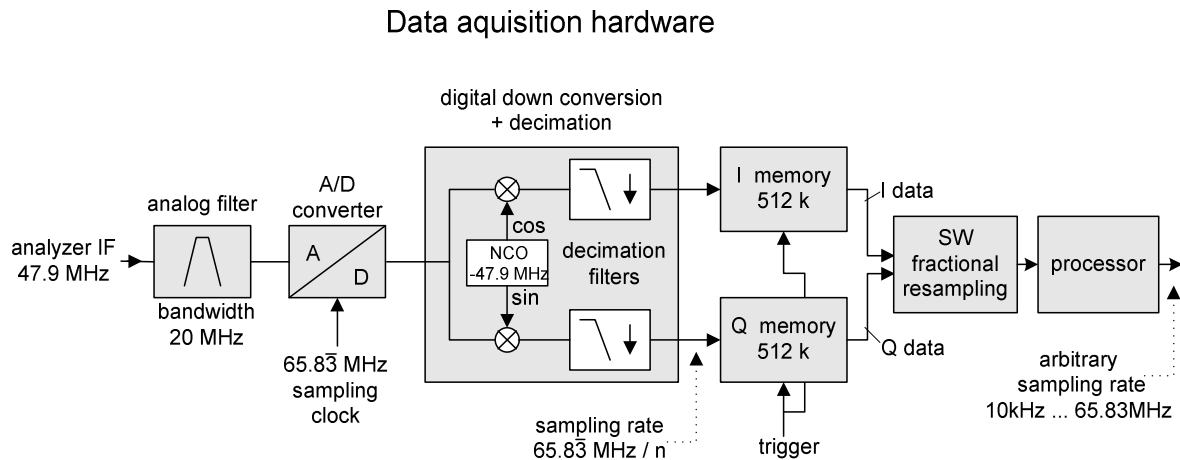 Data aquisition hardware
digital down conversion
+ decimation
A/D
converter
analog filter
analyzer IF
47.9 MHz
bandwidth
20 MHz
A
D
65.83̅ MHz
sampling
clock
cos
NCO
-47.9 MHz
sin
decimation
filters
sampling rate
65.83̅ MHz / n
I memory
512 k
Q memory
512 k
trigger
I data
Q data
SW
fractional
resampling
processor
arbitrary
sampling rate
10kHz ... 65.83MHz